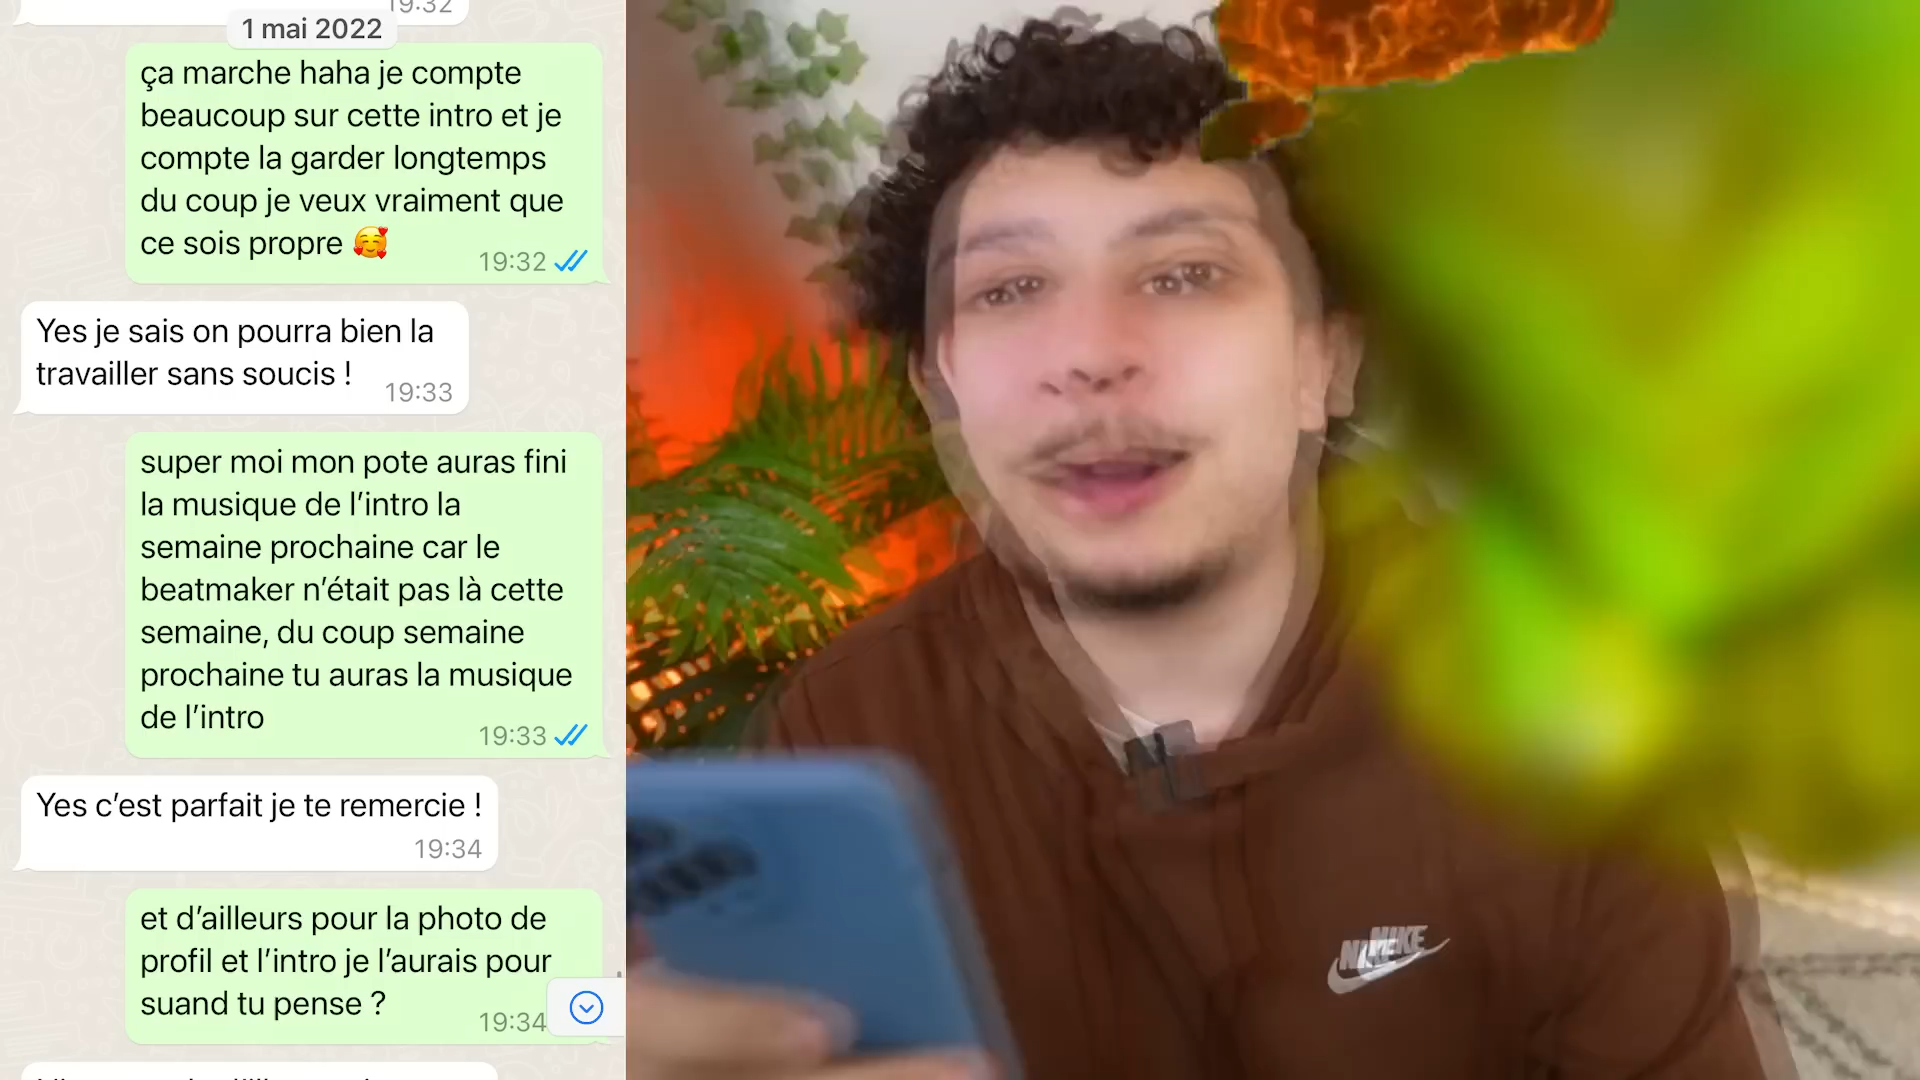 19:32
1 mai 2022
ça marche haha je compte
beaucoup sur cette intro et je
compte la garder longtemps
du coup je veux vraiment que
ce sois propre 🥰
19:32
Yes je sais on pourra bien la
travailler sans soucis !
19:33
super moi mon pote auras fini
la musique de l’intro la
semaine prochaine car le
beatmaker n’était pas là cette
semaine, du coup semaine
prochaine tu auras la musique
de l’intro
19:33
Yes c’est parfait je te remercie !
19:34
et d’ailleurs pour la photo de
profil et l’intro je l’aurais pour
suand tu pense ?
19:34
NIKE